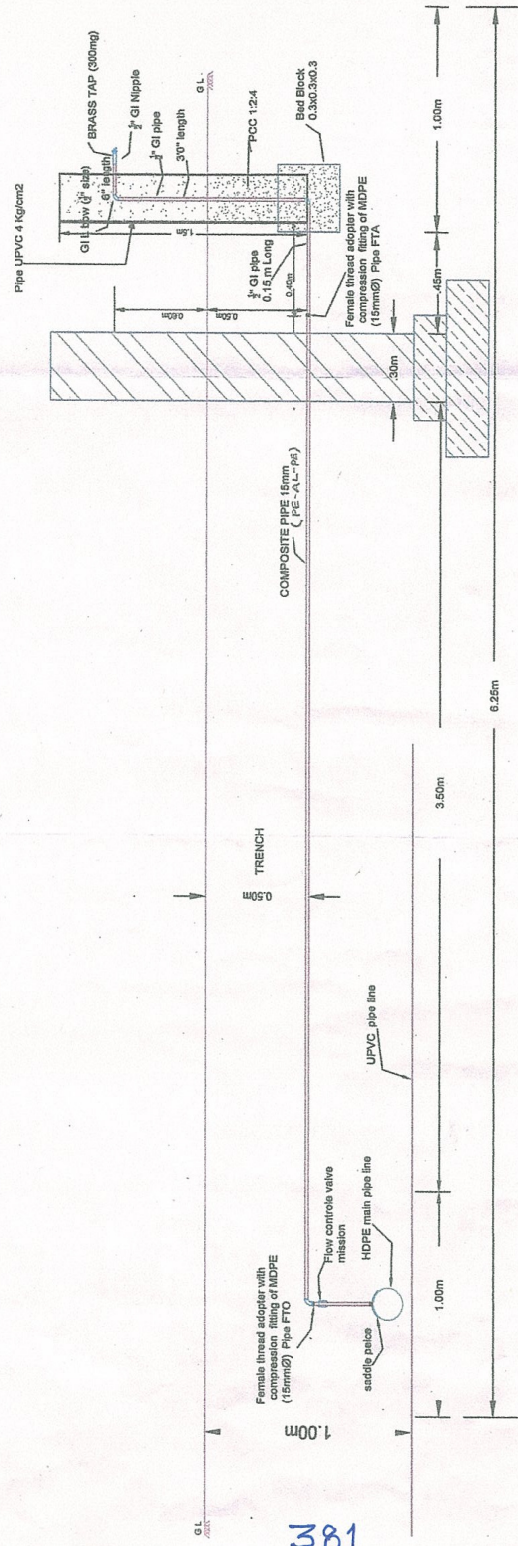 Pipe UPVC 4 Kg/cm2
GI L bow (½" size)
6" length
BRASS TAP (300mg)
½" GI Nipple
½" GI pipe
3'0" length
PCC 1:2:4
Bed Block
0.3x0.3x0.3
G L
1.5m
0.60m
0.50m
0.40m
½" GI pipe
0.15 m Long
Female thread adopter with
compression fitting of MDPE
(15mmØ) Pipe FTA
COMPOSITE PIPE 15mm
(PE-AL-PE)
.30m
.45m
1.00m
TRENCH
0.50m
UPVC pipe line
3.50m
6.25m
Female thread adopter with
compression fitting of MDPE
(15mmØ) Pipe FTO
Flow controle valve
mission
HDPE main pipe line
saddle peice
1.00m
1.00m
G L
381